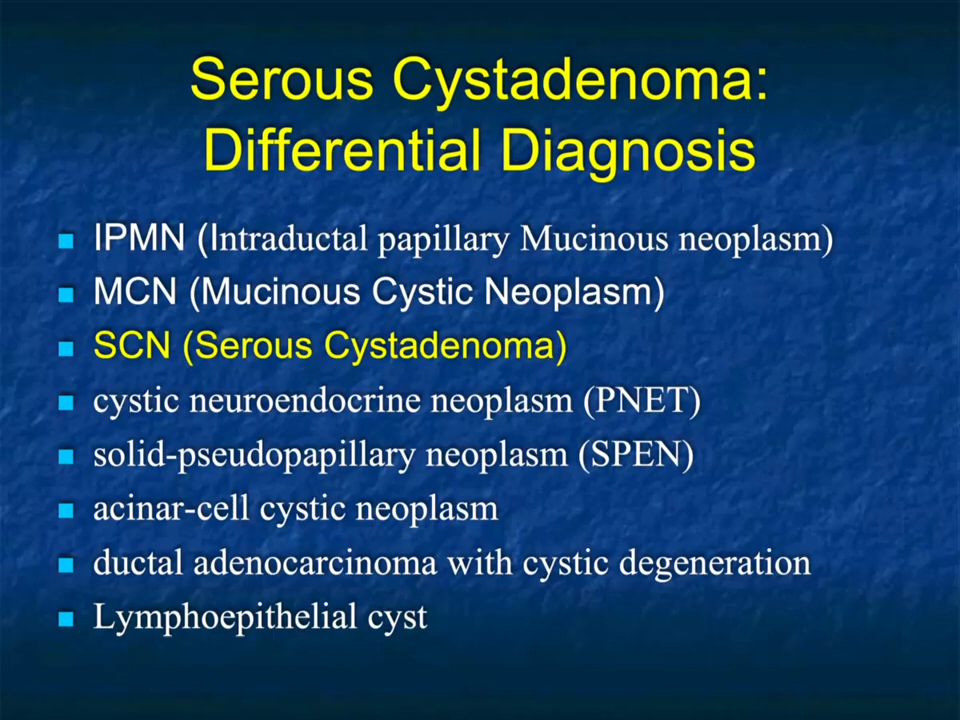 Serous Cystadenoma:
Differential Diagnosis
IPMN (Intraductal papillary Mucinous neoplasm)
MCN (Mucinous Cystic Neoplasm)
SCN (Serous Cystadenoma)
cystic neuroendocrine neoplasm (PNET)
solid-pseudopapillary neoplasm (SPEN)
acinar-cell cystic neoplasm
ductal adenocarcinoma with cystic degeneration
Lymphoepithelial cyst